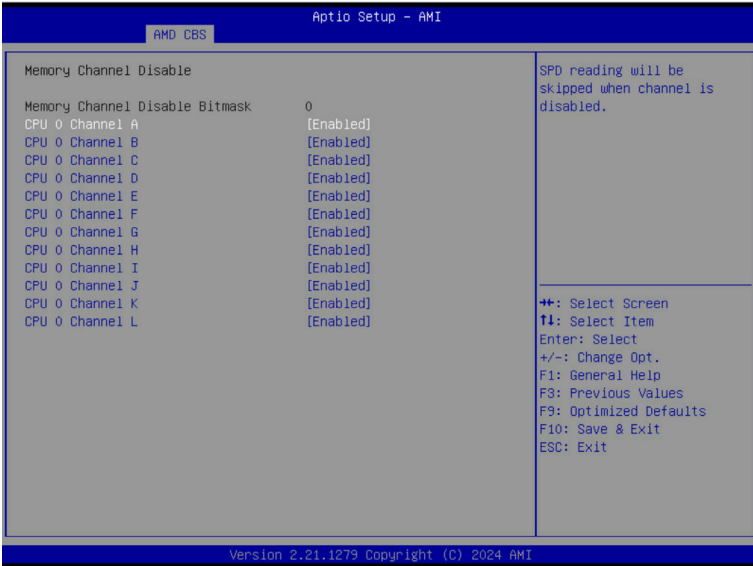 Aptio Setup – AMI
AMD CBS
Memory Channel Disable
Memory Channel Disable Bitmask 0
CPU 0 Channel A [Enabled]
CPU 0 Channel B [Enabled]
CPU 0 Channel C [Enabled]
CPU 0 Channel D [Enabled]
CPU 0 Channel E [Enabled]
CPU 0 Channel F [Enabled]
CPU 0 Channel G [Enabled]
CPU 0 Channel H [Enabled]
CPU 0 Channel I [Enabled]
CPU 0 Channel J [Enabled]
CPU 0 Channel K [Enabled]
CPU 0 Channel L [Enabled]
SPD reading will be
skipped when channel is
disabled.
→←: Select Screen
↑↓: Select Item
Enter: Select
+/-: Change Opt.
F1: General Help
F3: Previous Values
F9: Optimized Defaults
F10: Save & Exit
ESC: Exit
Version 2.21.1279 Copyright (C) 2024 AMI